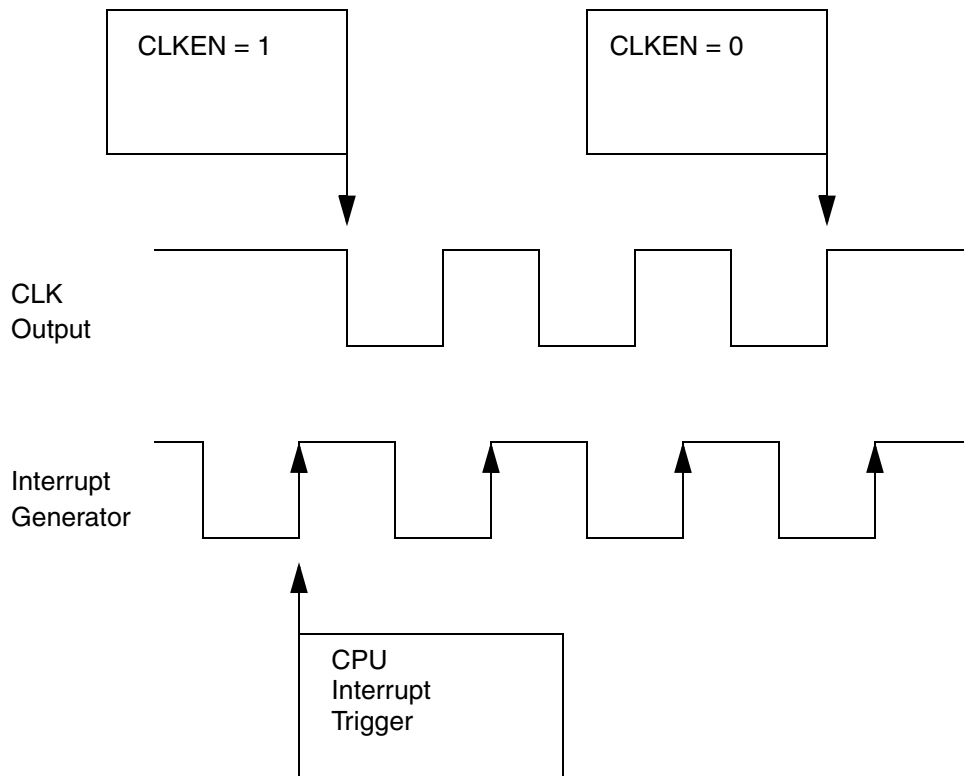 CLKEN = 1
CLKEN = 0
CLK
Output
Interrupt
Generator
CPU
Interrupt
Trigger